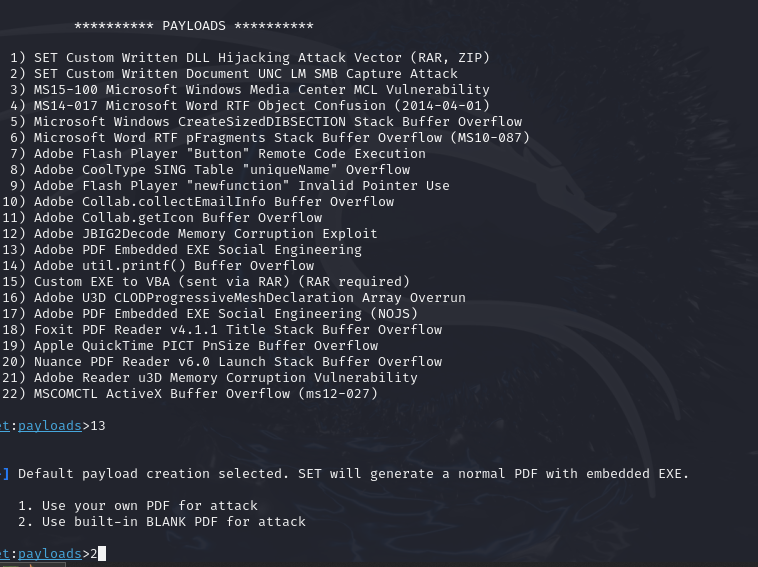 ********** PAYLOADS **********
1) SET Custom Written DLL Hijacking Attack Vector (RAR, ZIP)
2) SET Custom Written Document UNC LM SMB Capture Attack
3) MS15-100 Microsoft Windows Media Center MCL Vulnerability
4) MS14-017 Microsoft Word RTF Object Confusion (2014-04-01)
5) Microsoft Windows CreateSizedDIBSECTION Stack Buffer Overflow
6) Microsoft Word RTF pFragments Stack Buffer Overflow (MS10-087)
7) Adobe Flash Player "Button" Remote Code Execution
8) Adobe CoolType SING Table "uniqueName" Overflow
9) Adobe Flash Player "newfunction" Invalid Pointer Use
10) Adobe Collab.collectEmailInfo Buffer Overflow
11) Adobe Collab.getIcon Buffer Overflow
12) Adobe JBIG2Decode Memory Corruption Exploit
13) Adobe PDF Embedded EXE Social Engineering
14) Adobe util.printf() Buffer Overflow
15) Custom EXE to VBA (sent via RAR) (RAR required)
16) Adobe U3D CLODProgressiveMeshDeclaration Array Overrun
17) Adobe PDF Embedded EXE Social Engineering (NOJS)
18) Foxit PDF Reader v4.1.1 Title Stack Buffer Overflow
19) Apple QuickTime PICT PnSize Buffer Overflow
20) Nuance PDF Reader v6.0 Launch Stack Buffer Overflow
21) Adobe Reader u3D Memory Corruption Vulnerability
22) MSCOMCTL ActiveX Buffer Overflow (ms12-027)
et:payloads>13
] Default payload creation selected. SET will generate a normal PDF with embedded EXE.
1. Use your own PDF for attack
2. Use built-in BLANK PDF for attack
et:payloads>2